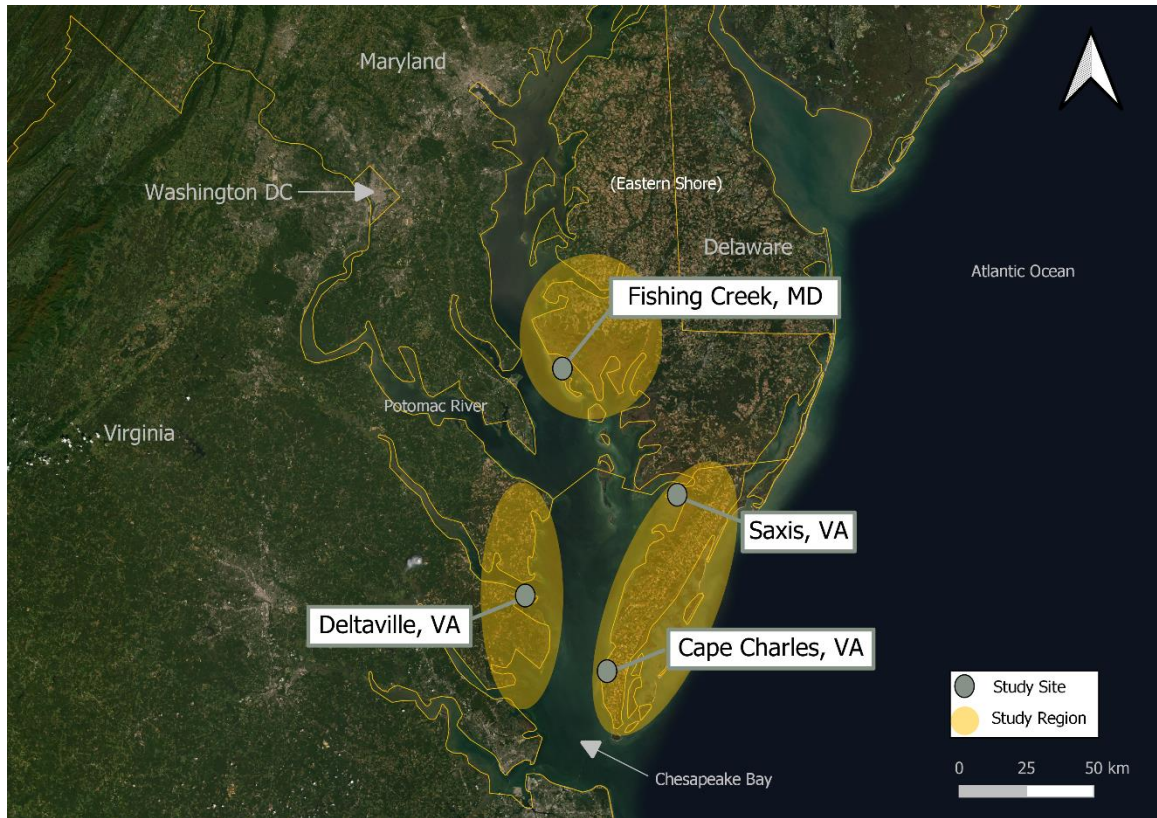 Maryland
Washington DC
(Eastern Shore)
Delaware
Atlantic Ocean
Fishing Creek, MD
Potomac River
Virginia
Saxis, VA
Deltaville, VA
Cape Charles, VA
Chesapeake Bay
Study Site
Study Region
0 25 50 km